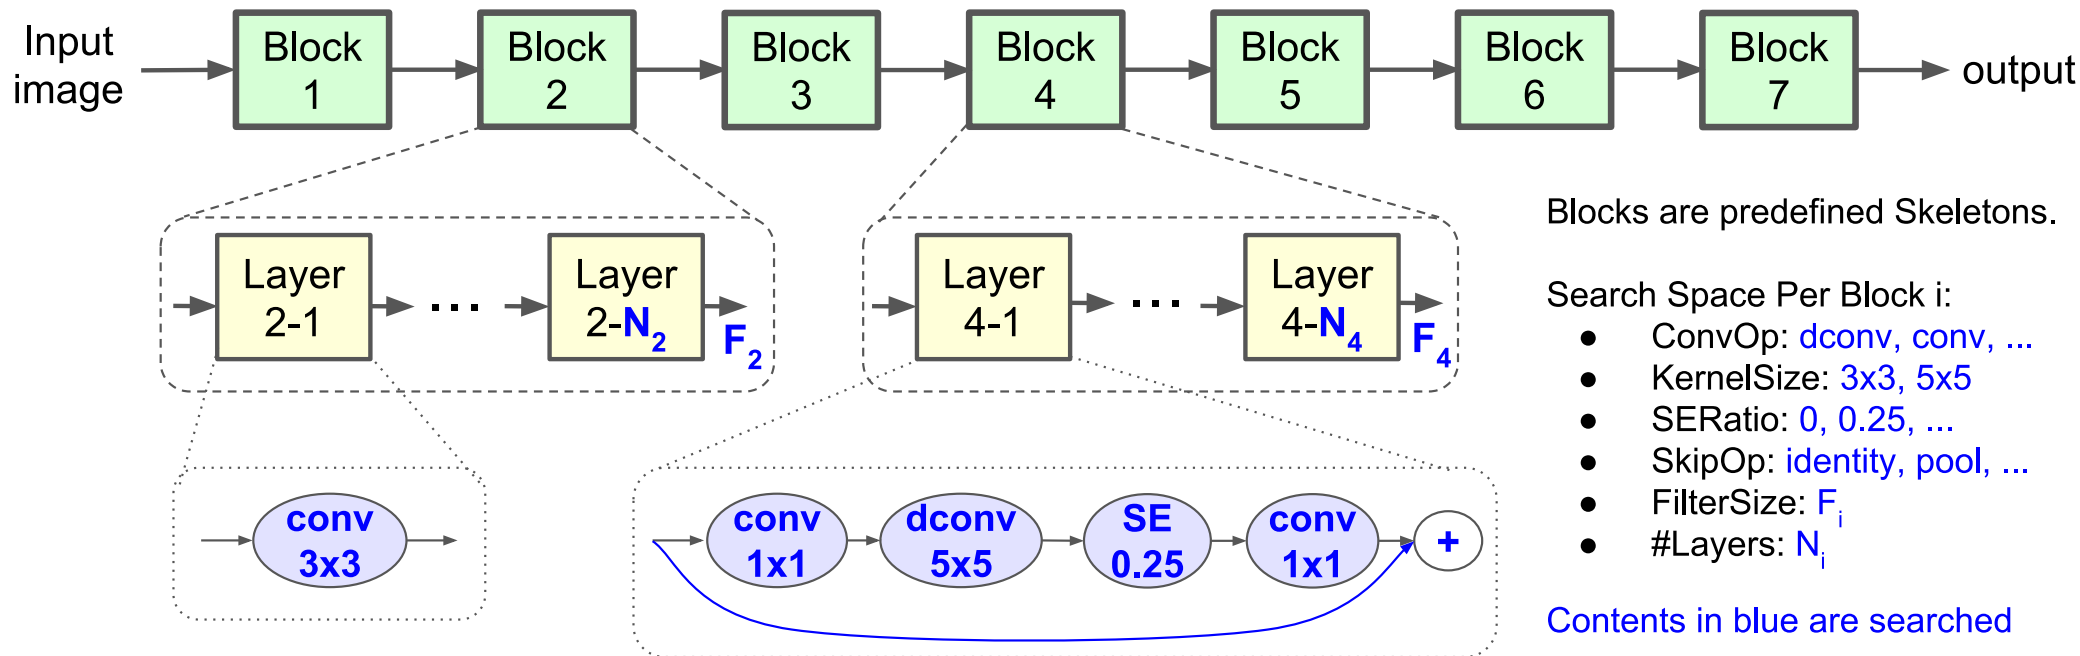 Input
image
Block
1
Block
2
Block
3
Block
4
Block
5
Block
6
Block
7
output
Layer
2-1
...
Layer
2-N2
F2
Layer
4-1
...
Layer
4-N4
F4
conv
3x3
conv
1x1
dconv
5x5
SE
0.25
conv
1x1
+
Blocks are predefined Skeletons.
Search Space Per Block i:
● ConvOp: dconv, conv, ...
● KernelSize: 3x3, 5x5
● SERatio: 0, 0.25, ...
● SkipOp: identity, pool, ...
● FilterSize: Fi
● #Layers: Ni
Contents in blue are searched